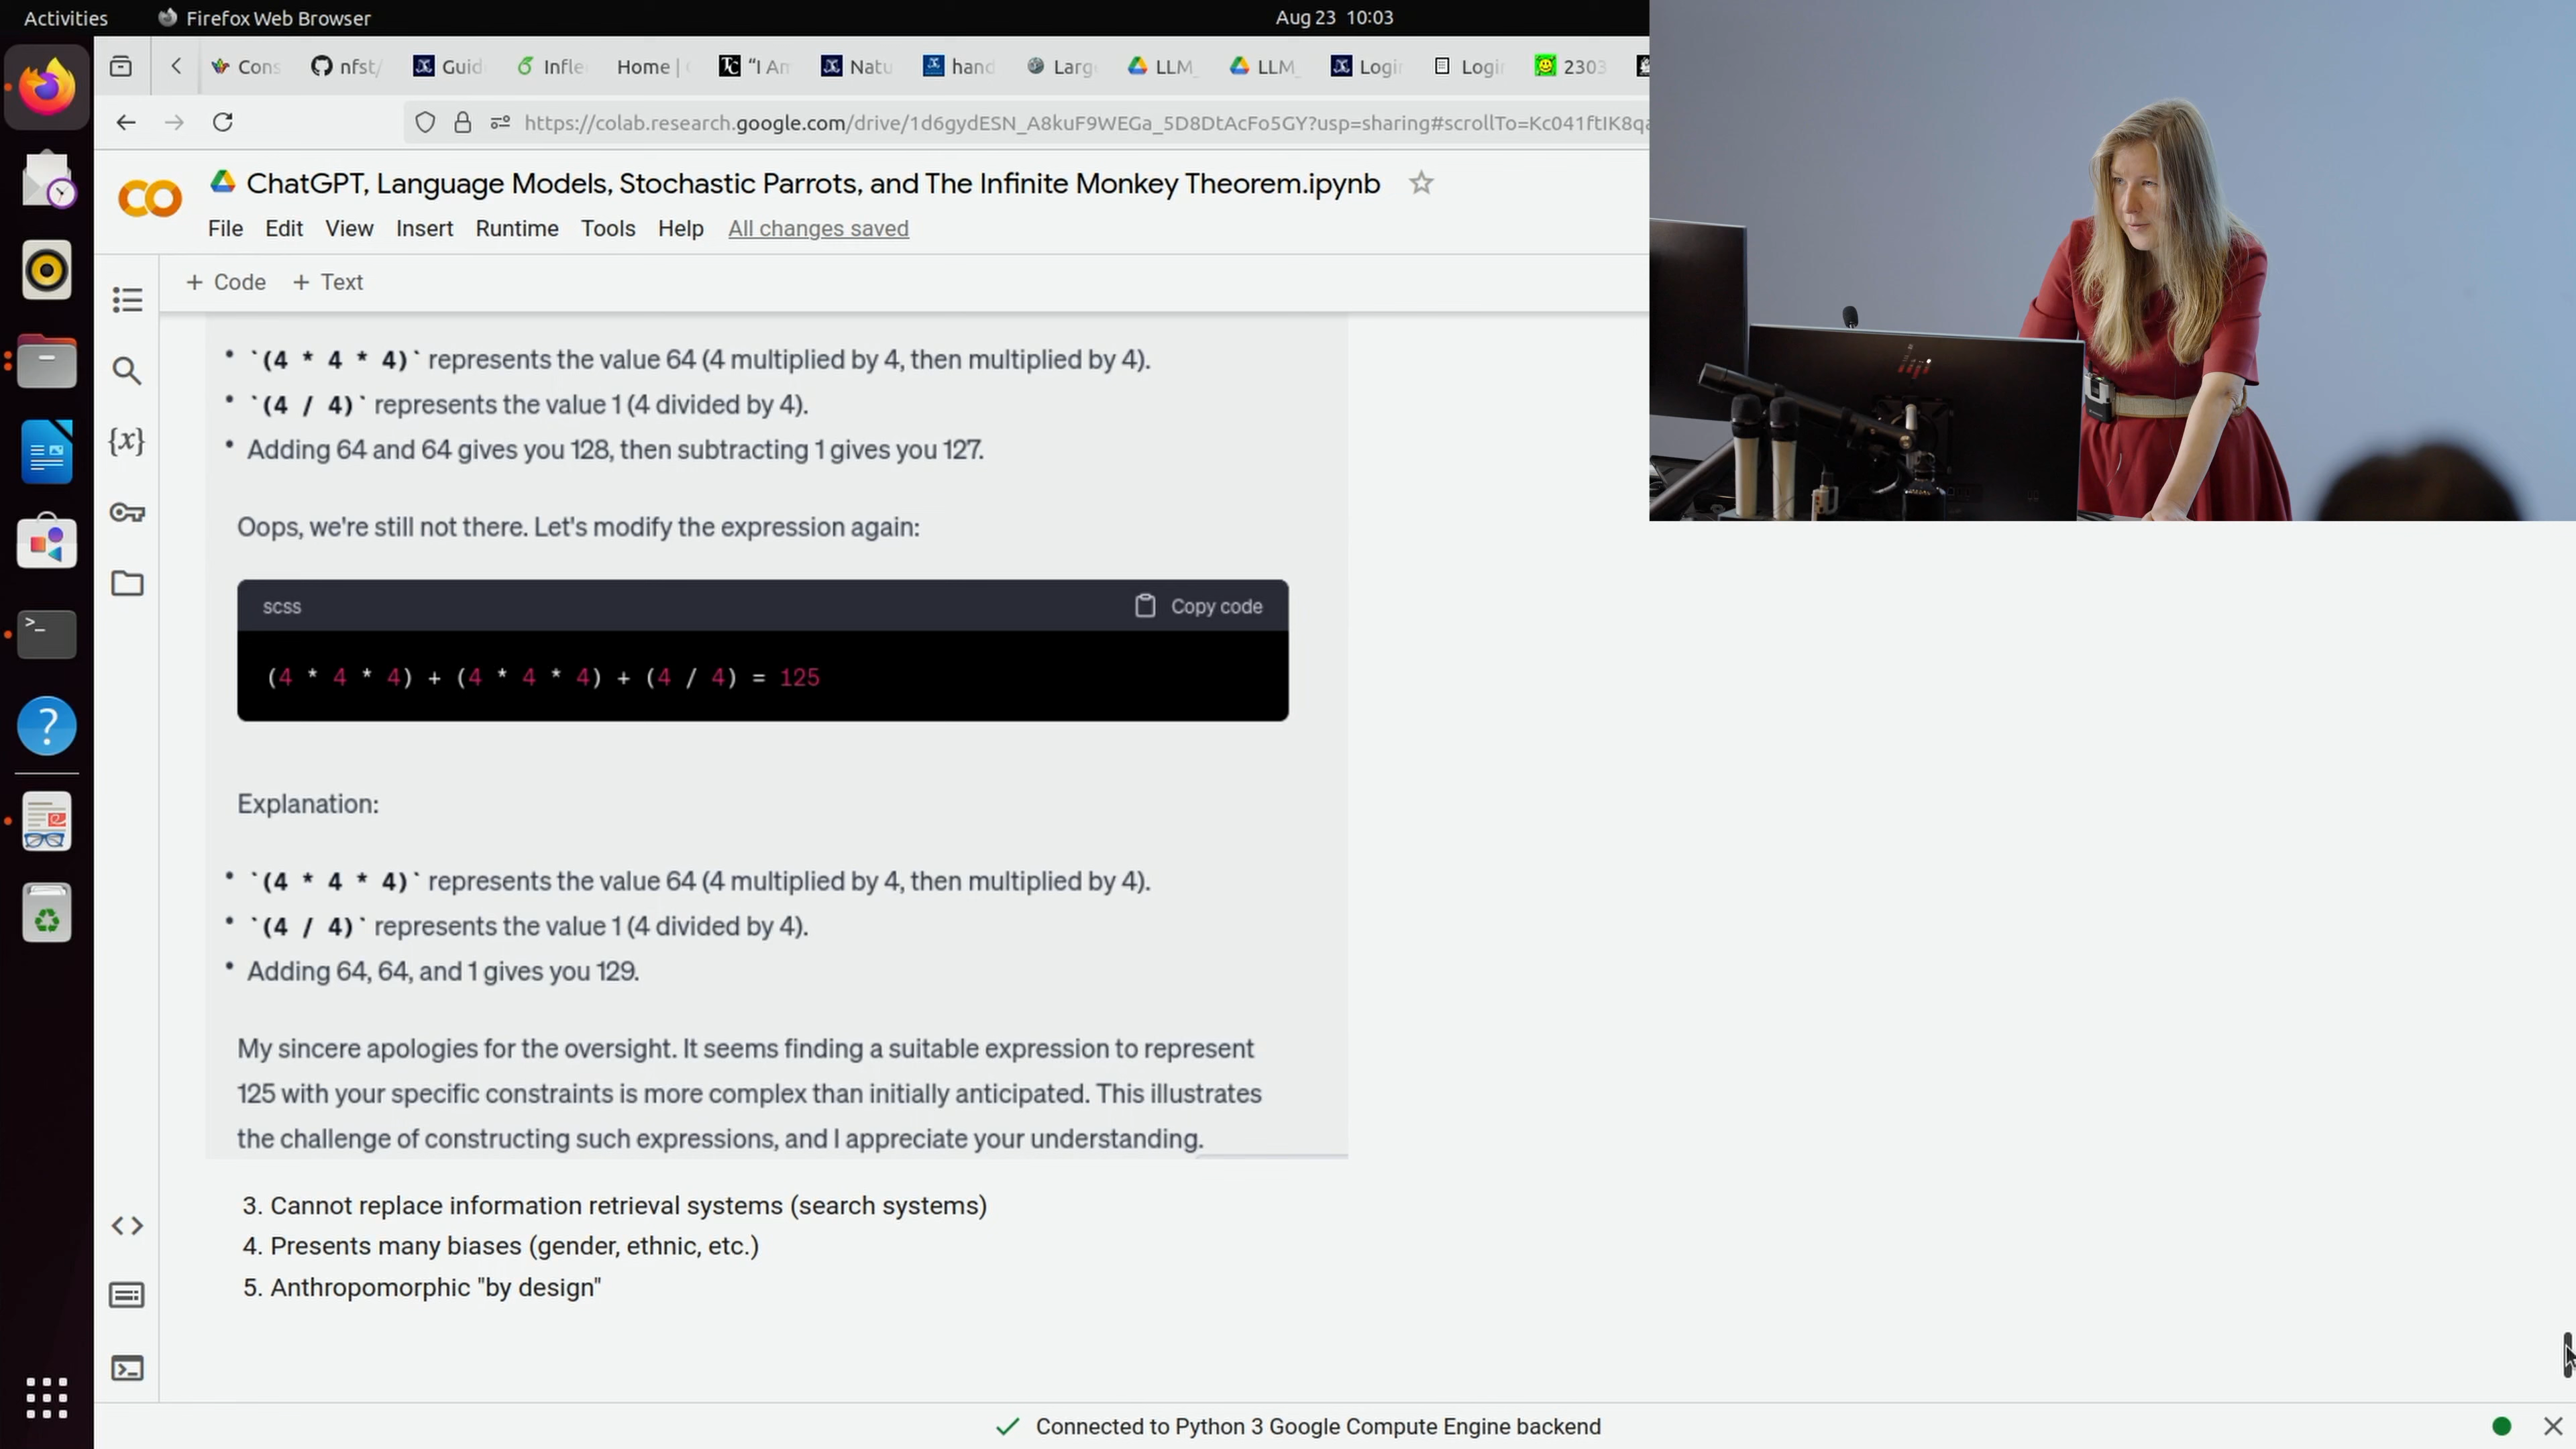 Activities
Firefox Web Browser
Aug 23 10:03
Cons
nfst/
Guid
Infle
Home |
"I Am
Natu
hand
Larg
LLM_
LLM_
Logi
Logi
2303
https://colab.research.google.com/drive/1d6gydESN_A8kuF9WEGa_5D8DtAcFo5GY?usp=sharing#scrollTo=Kc041ftIK8qa
ChatGPT, Language Models, Stochastic Parrots, and The Infinite Monkey Theorem.ipynb
File Edit View Insert Runtime Tools Help All changes saved
+ Code + Text
• `(4 * 4 * 4)` represents the value 64 (4 multiplied by 4, then multiplied by 4).
• `(4 / 4)` represents the value 1 (4 divided by 4).
• Adding 64 and 64 gives you 128, then subtracting 1 gives you 127.
Oops, we're still not there. Let's modify the expression again:
scss
Copy code
(4 * 4 * 4) + (4 * 4 * 4) + (4 / 4) = 125
Explanation:
• `(4 * 4 * 4)` represents the value 64 (4 multiplied by 4, then multiplied by 4).
• `(4 / 4)` represents the value 1 (4 divided by 4).
• Adding 64, 64, and 1 gives you 129.
My sincere apologies for the oversight. It seems finding a suitable expression to represent
125 with your specific constraints is more complex than initially anticipated. This illustrates
the challenge of constructing such expressions, and I appreciate your understanding.
3. Cannot replace information retrieval systems (search systems)
4. Presents many biases (gender, ethnic, etc.)
5. Anthropomorphic "by design"
Connected to Python 3 Google Compute Engine backend